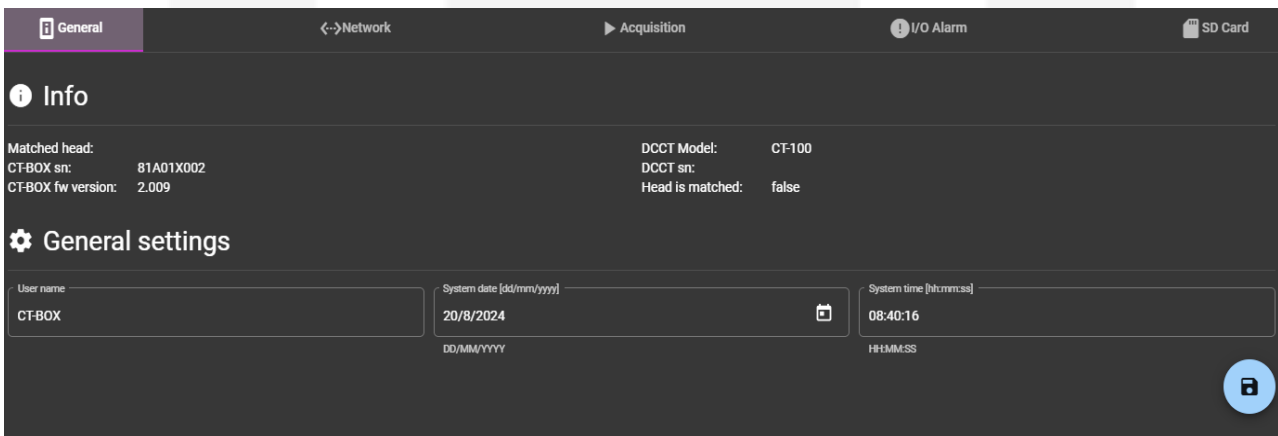 General
Network
Acquisition
I/O Alarm
SD Card
Info
Matched head:
CT-BOX sn: 81A01X002
CT-BOX fw version: 2.009
DCCT Model: CT-100
DCCT sn:
Head is matched: false
General settings
User name
CT-BOX
System date [dd/mm/yyyy]
20/8/2024
DD/MM/YYYY
System time [hh:mm:ss]
08:40:16
HH:MM:SS